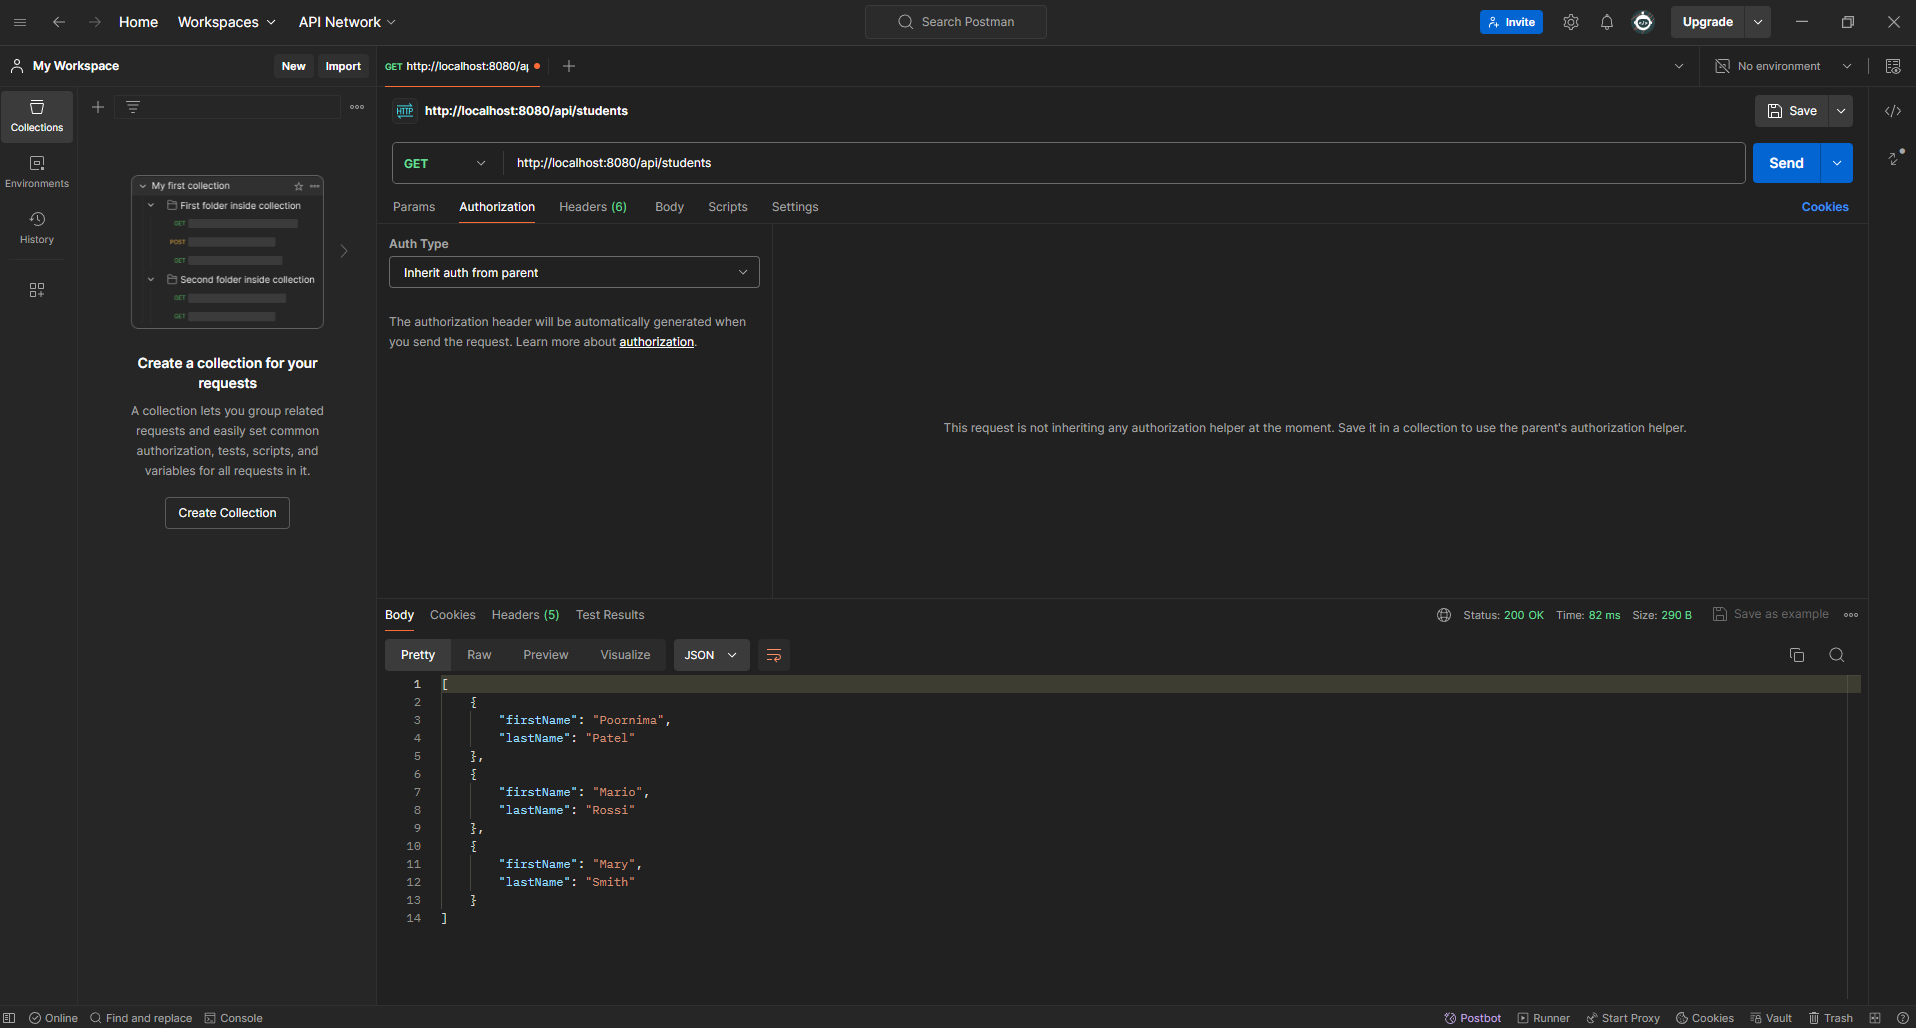 Home Workspaces API Network Search Postman Invite Upgrade
My Workspace New Import GET http://localhost:8080/ap No environment
Collections
Environments
History
My first collection
First folder inside collection
GET
POST
GET
Second folder inside collection
GET
GET
Create a collection for your
requests
A collection lets you group related
requests and easily set common
authorization, tests, scripts, and
variables for all requests in it.
Create Collection
HTTP http://localhost:8080/api/students Save
GET http://localhost:8080/api/students Send
Params Authorization Headers (6) Body Scripts Settings Cookies
Auth Type
Inherit auth from parent
The authorization header will be automatically generated when
you send the request. Learn more about authorization.
This request is not inheriting any authorization helper at the moment. Save it in a collection to use the parent's authorization helper.
Body Cookies Headers (5) Test Results Status: 200 OK Time: 82 ms Size: 290 B Save as example
Pretty Raw Preview Visualize JSON
1 [
2 {
3 "firstName": "Poornima",
4 "lastName": "Patel"
5 },
6 {
7 "firstName": "Mario",
8 "lastName": "Rossi"
9 },
10 {
11 "firstName": "Mary",
12 "lastName": "Smith"
13 }
14 ]
Online Find and replace Console Postbot Runner Start Proxy Cookies Vault Trash